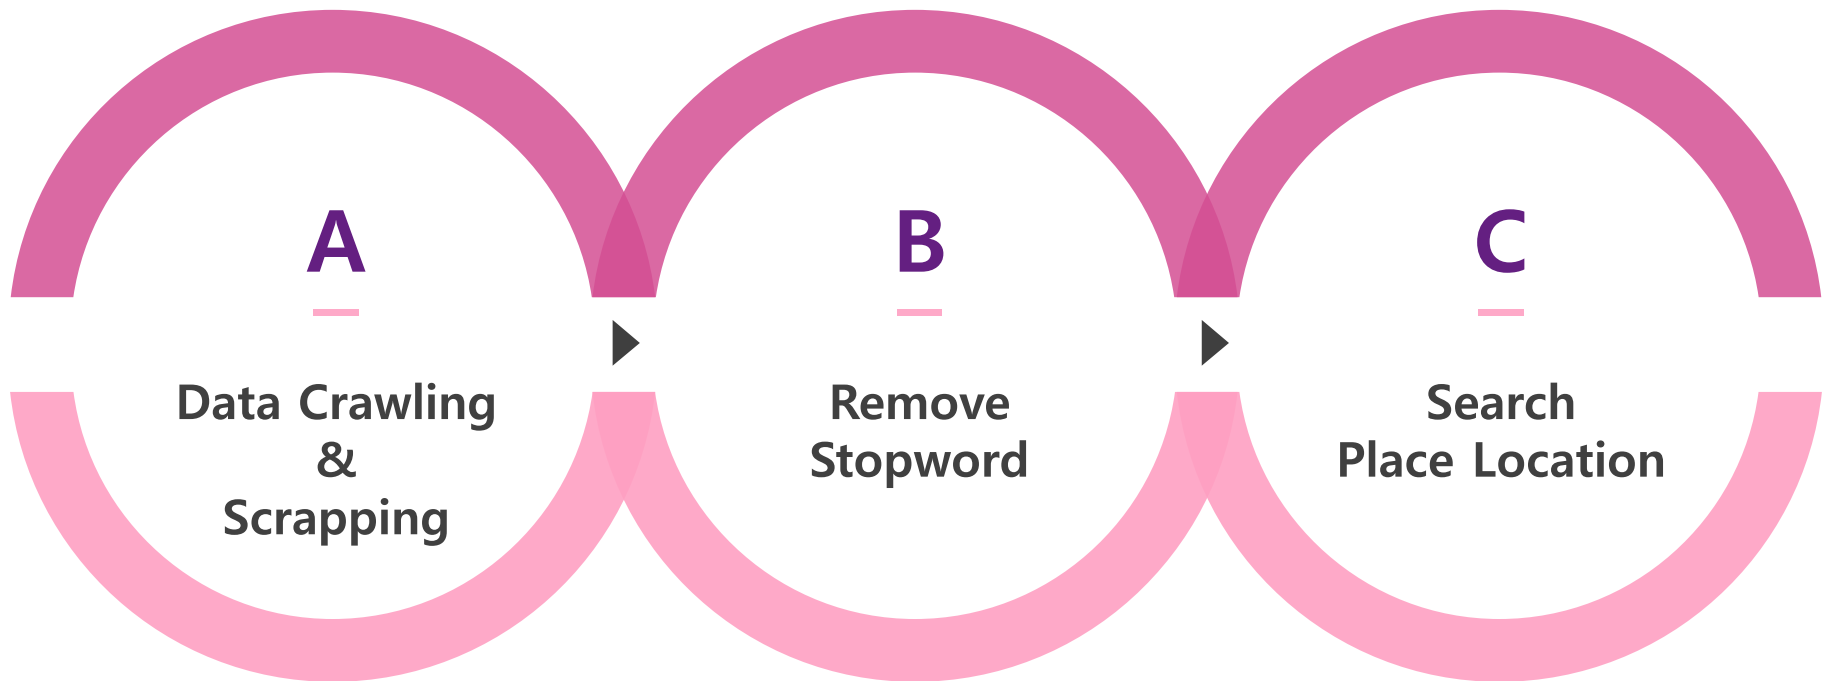 A
Data Crawling
&
Scrapping
B
Remove
Stopword
C
Search
Place Location